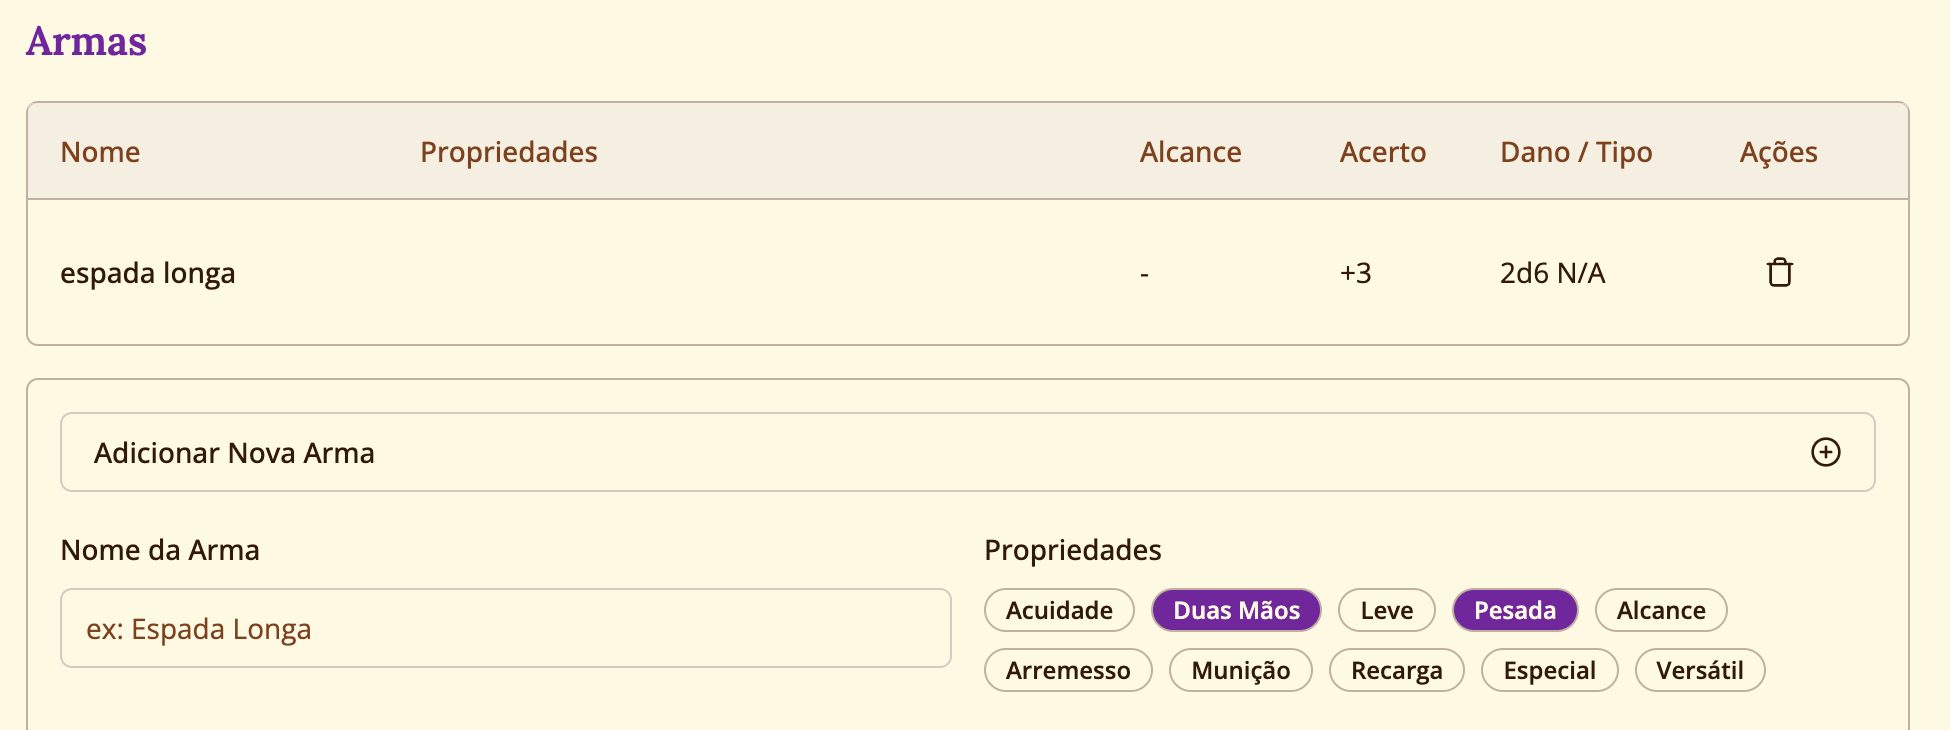 Armas
Nome Propriedades Alcance Acerto Dano / Tipo Ações
espada longa - +3 2d6 N/A
Adicionar Nova Arma
Nome da Arma Propriedades
Acuidade Duas Mãos Leve Pesada Alcance
ex: Espada Longa
Arremesso Munição Recarga Especial Versátil